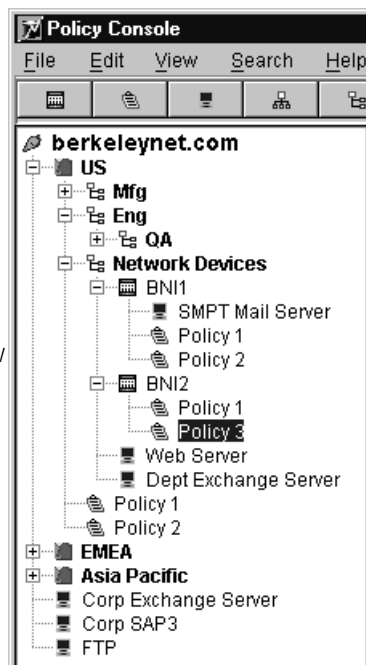 Policy Console
File Edit View Search Help
berkeleynet.com
US
Mfg
Eng
QA
Network Devices
BNI1
SMPT Mail Server
Policy 1
Policy 2
BNI2
Policy 1
Policy 3
Web Server
Dept Exchange Server
Policy 1
Policy 2
EMEA
Asia Pacific
Corp Exchange Server
Corp SAP3
FTP